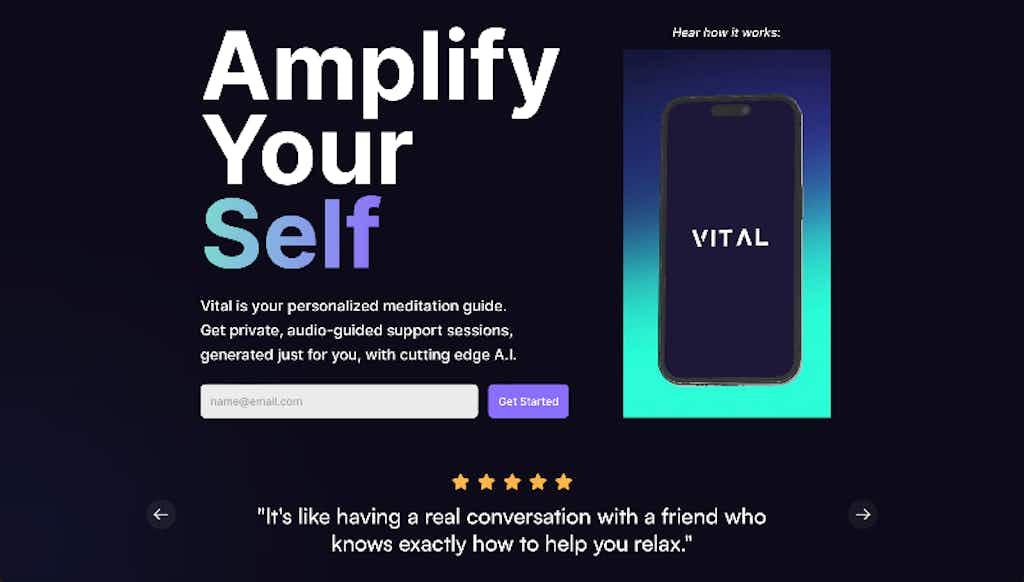 Amplify
Your
Self
Vital is your personalized meditation guide.
Get private, audio-guided support sessions,
generated just for you, with cutting edge A.I.
name@email.com
Get Started
Hear how it works:
VITAL
"It's like having a real conversation with a friend who
knows exactly how to help you relax."